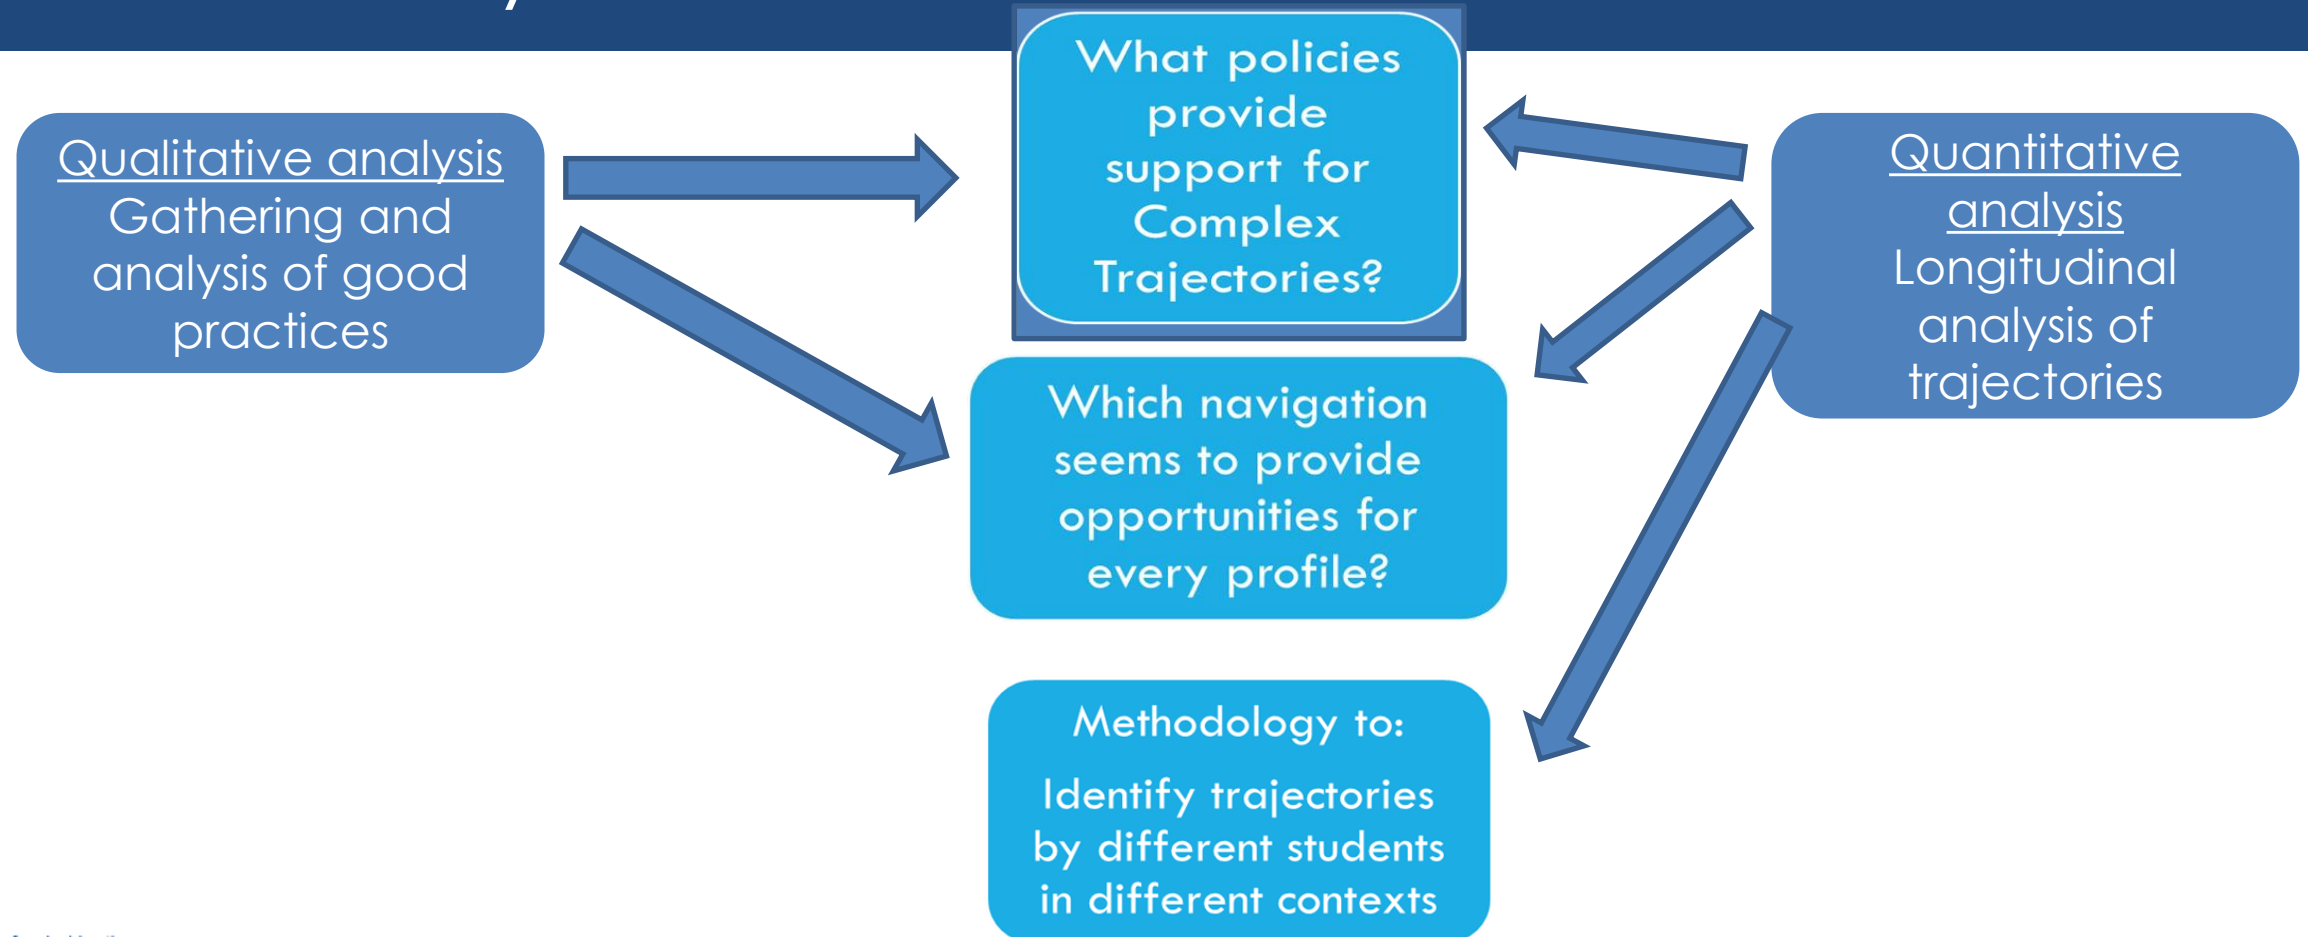 Qualitative analysis
Gathering and
analysis of good
practices
What policies
provide
support for
Complex
Trajectories?
Which navigation
seems to provide
opportunities for
every profile?
Methodology to:
Identify trajectories
by different students
in different contexts
Quantitative
analysis
Longitudinal
analysis of
trajectories